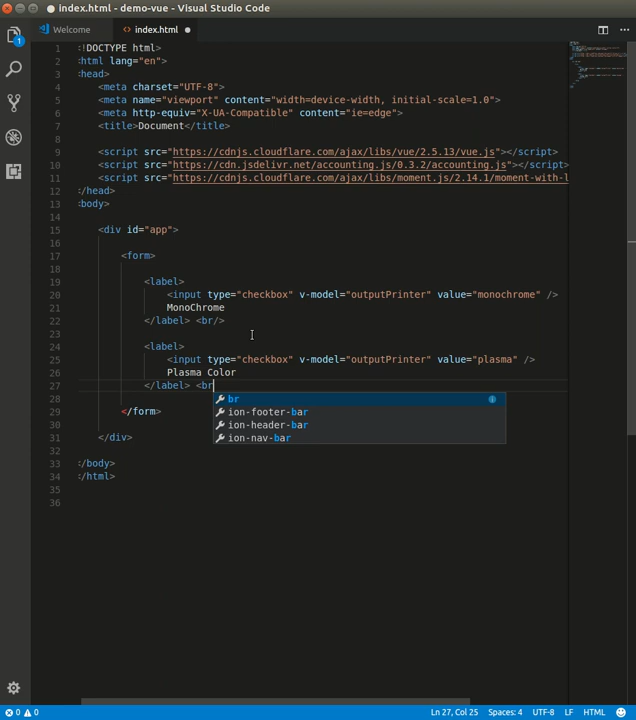 index.html - demo-vue - Visual Studio Code
Welcome
<> index.html
1
1 !DOCTYPE html>
2 html lang="en">
3 head>
4 <meta charset="UTF-8">
5 <meta name="viewport" content="width=device-width, initial-scale=1.0">
6 <meta http-equiv="X-UA-Compatible" content="ie=edge">
7 <title>Document</title>
8
9 <script src="https://cdnjs.cloudflare.com/ajax/libs/vue/2.5.13/vue.js"></script>
10 <script src="https://cdn.jsdelivr.net/accounting.js/0.3.2/accounting.js"></script>
11 <script src="https://cdnjs.cloudflare.com/ajax/libs/moment.js/2.14.1/moment-with-l
12 /head>
13 body>
14
15 <div id="app">
16
17 <form>
18
19 <label>
20 <input type="checkbox" v-model="outputPrinter" value="monochrome" />
21 MonoChrome
22 </label> <br/>
23
24 <label>
25 <input type="checkbox" v-model="outputPrinter" value="plasma" />
26 Plasma Color
27 </label> <br
br
28
ion-footer-bar
29 </form>
ion-header-bar
30
ion-nav-bar
31 </div>
32
33 /body>
34 /html>
35
36
0 0
Ln 27, Col 25 Spaces: 4 UTF-8 LF HTML